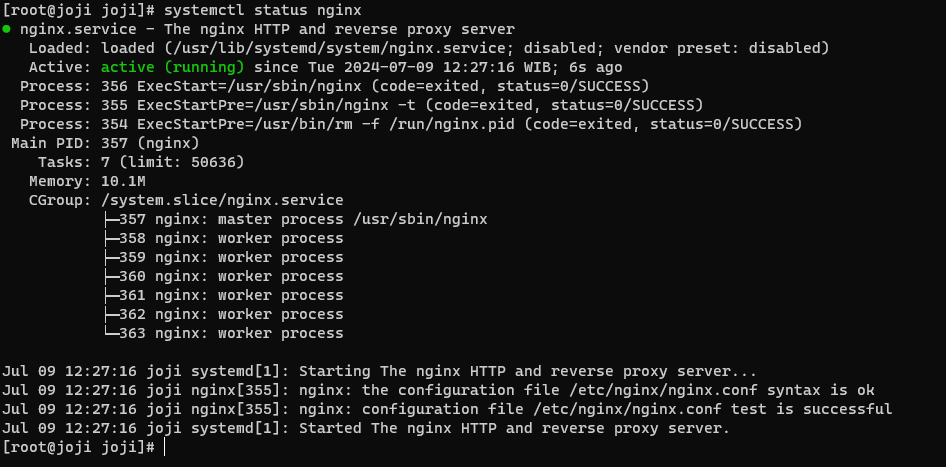 [root@joji joji]# systemctl status nginx
● nginx.service - The nginx HTTP and reverse proxy server
   Loaded: loaded (/usr/lib/systemd/system/nginx.service; disabled; vendor preset: disabled)
   Active: active (running) since Tue 2024-07-09 12:27:16 WIB; 6s ago
  Process: 356 ExecStart=/usr/sbin/nginx (code=exited, status=0/SUCCESS)
  Process: 355 ExecStartPre=/usr/sbin/nginx -t (code=exited, status=0/SUCCESS)
  Process: 354 ExecStartPre=/usr/bin/rm -f /run/nginx.pid (code=exited, status=0/SUCCESS)
 Main PID: 357 (nginx)
    Tasks: 7 (limit: 50636)
   Memory: 10.1M
   CGroup: /system.slice/nginx.service
           ├─357 nginx: master process /usr/sbin/nginx
           ├─358 nginx: worker process
           ├─359 nginx: worker process
           ├─360 nginx: worker process
           ├─361 nginx: worker process
           ├─362 nginx: worker process
           └─363 nginx: worker process

Jul 09 12:27:16 joji systemd[1]: Starting The nginx HTTP and reverse proxy server...
Jul 09 12:27:16 joji nginx[355]: nginx: the configuration file /etc/nginx/nginx.conf syntax is ok
Jul 09 12:27:16 joji nginx[355]: nginx: configuration file /etc/nginx/nginx.conf test is successful
Jul 09 12:27:16 joji systemd[1]: Started The nginx HTTP and reverse proxy server.
[root@joji joji]#